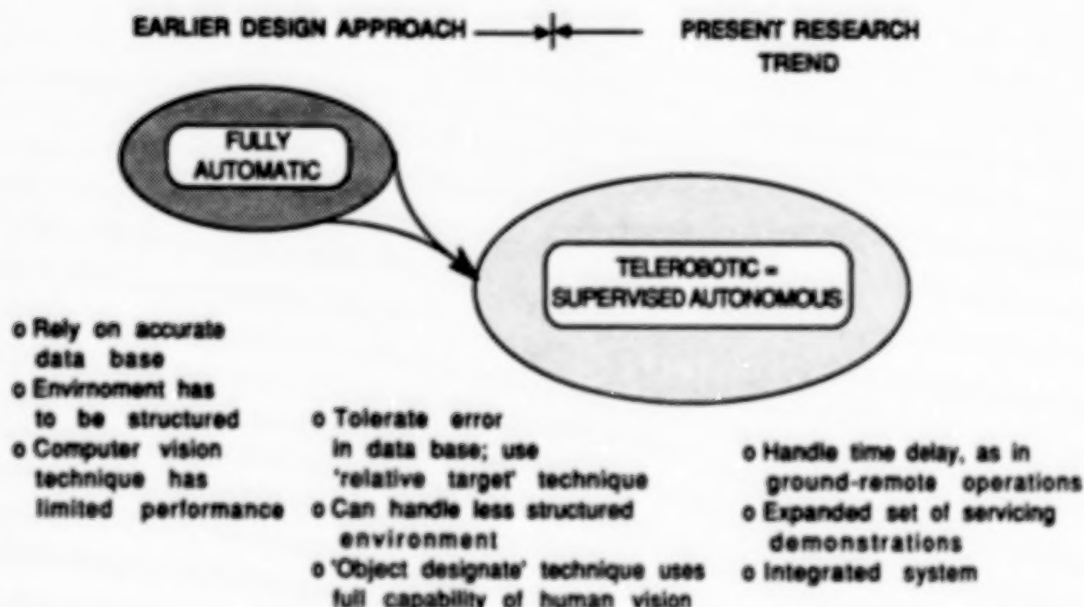 EARLIER DESIGN APPROACH
PRESENT RESEARCH
TREND
FULLY
AUTOMATIC
TELEROBOTIC =
SUPERVISED AUTONOMOUS
o Rely on accurate
data base
o Envirnoment has
to be structured
o Computer vision
technique has
limited performance
o Tolerate error
in data base; use
'relative target' technique
o Can handle less structured
environment
o 'Object designate' technique uses
full capability of human vision
o Handle time delay, as in
ground-remote operations
o Expanded set of servicing
demonstrations
o Integrated system